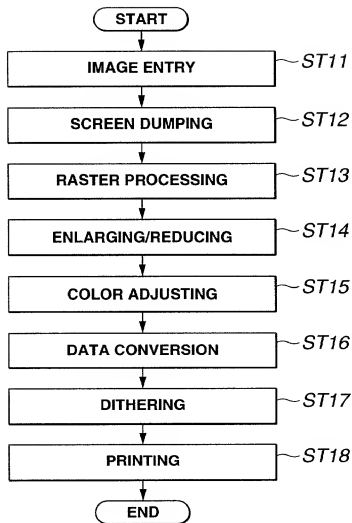 START
IMAGE ENTRY ST11
SCREEN DUMPING ST12
RASTER PROCESSING ST13
ENLARGING/REDUCING ST14
COLOR ADJUSTING ST15
DATA CONVERSION ST16
DITHERING ST17
PRINTING ST18
END